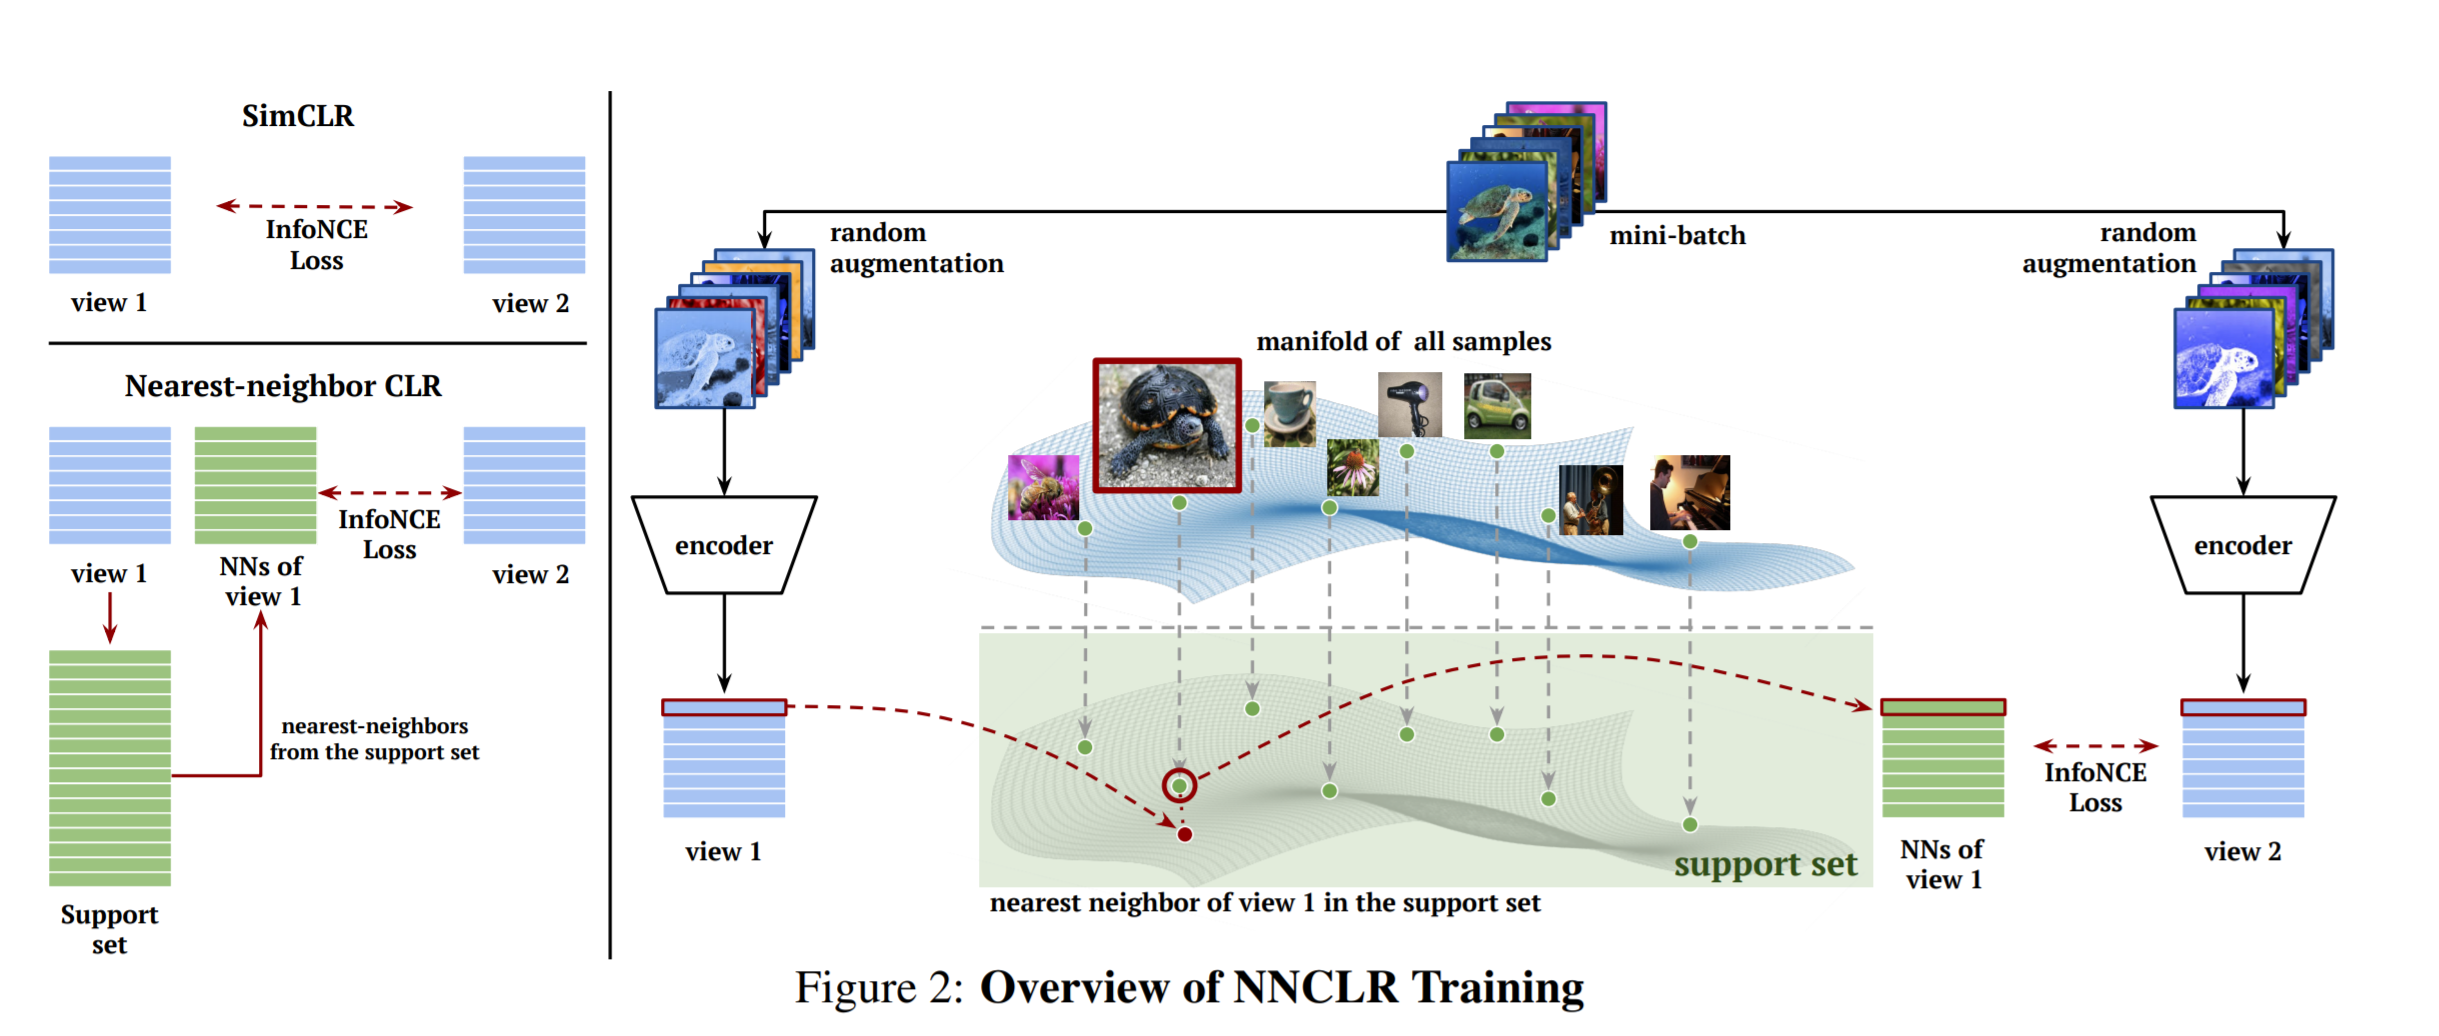 SimCLR
InfoNCE
Loss
view 1
view 2
Nearest-neighbor CLR
InfoNCE
Loss
view 1
NNs of
view 1
view 2
nearest-neighbors
from the support set
Support
set
mini-batch
random
augmentation
random
augmentation
manifold of all samples
encoder
encoder
view 1
support set
nearest neighbor of view 1 in the support set
NNs of
view 1
InfoNCE
Loss
view 2
Figure 2: Overview of NNCLR Training